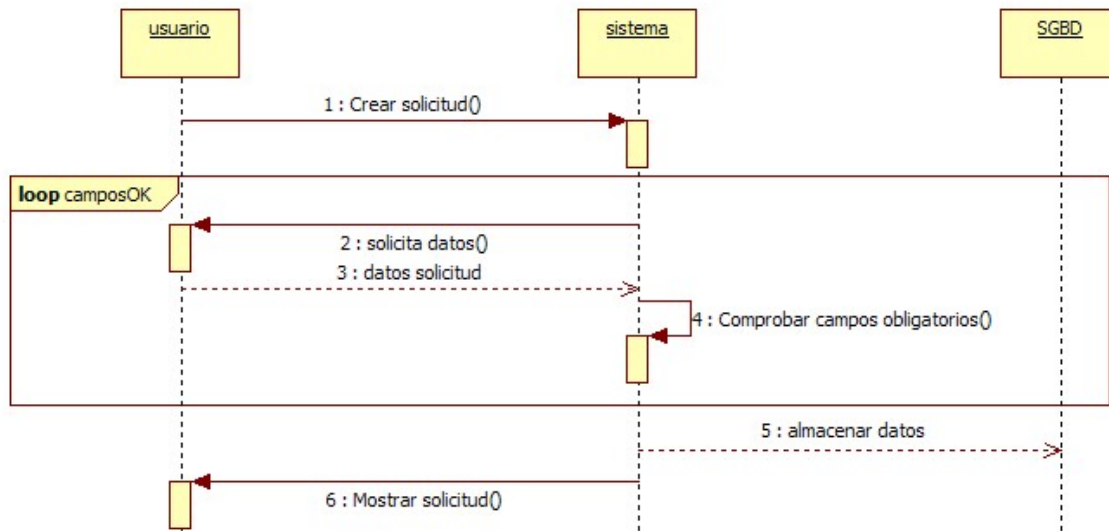 usuario
sistema
SGBD
1 : Crear solicitud()
loop camposOK
2 : solicita datos()
3 : datos solicitud
4 : Comprobar campos obligatorios()
5 : almacenar datos
6 : Mostrar solicitud()